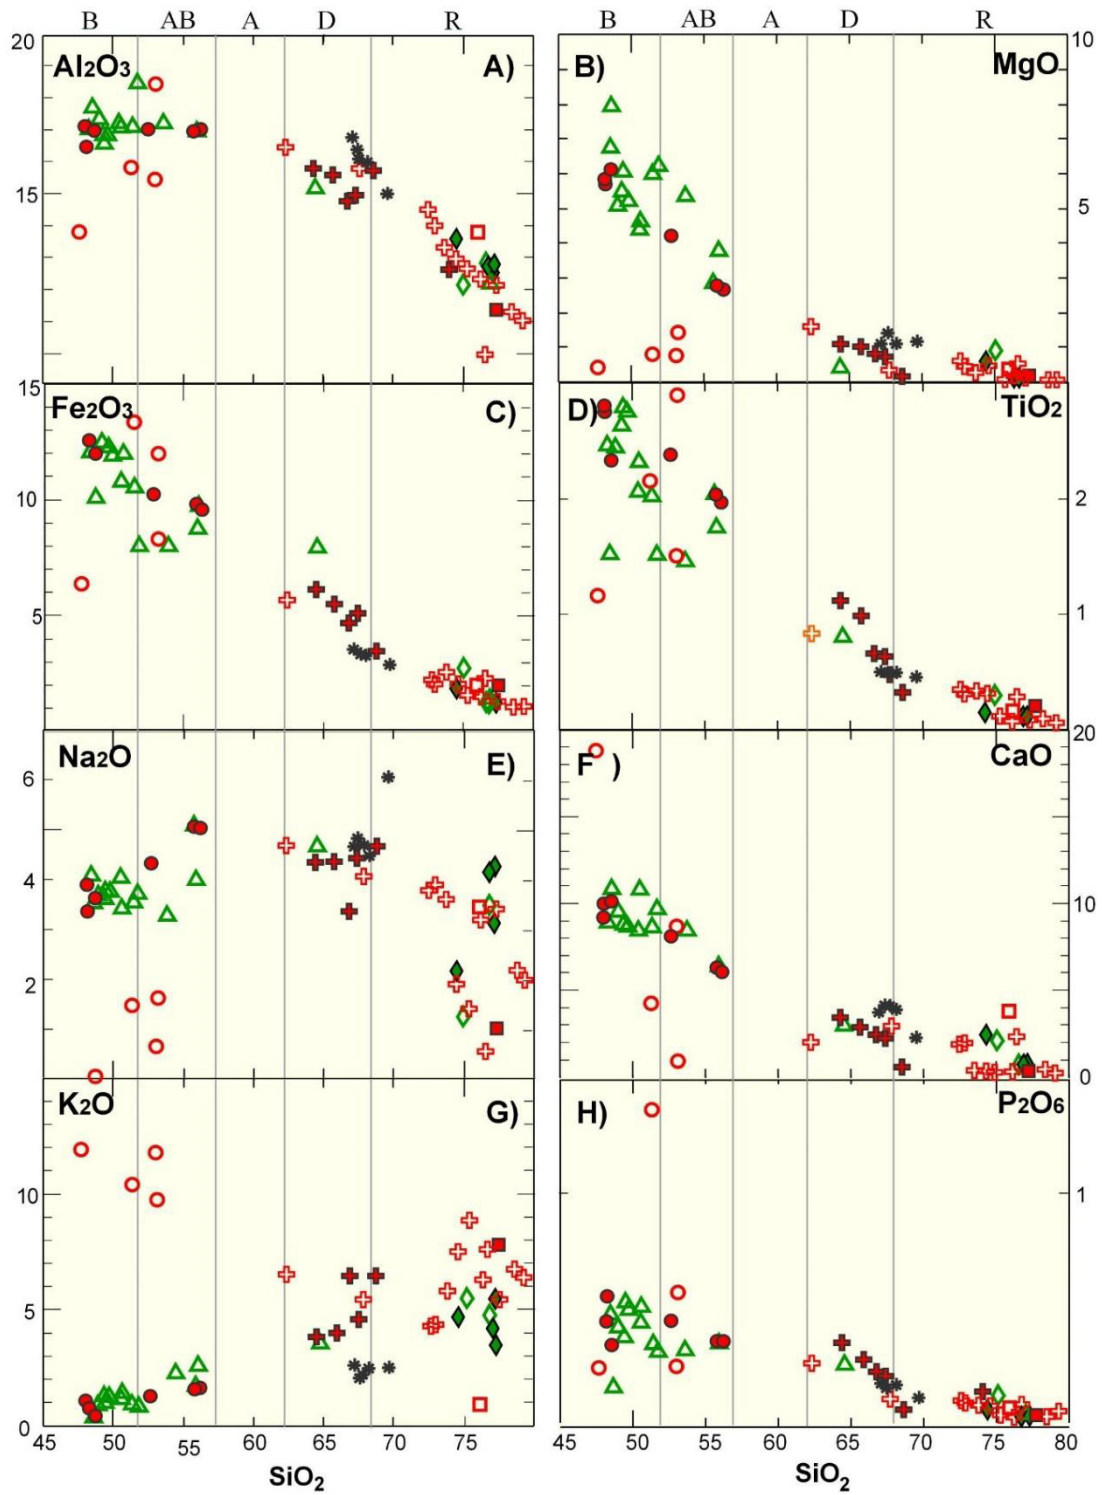 B AB A D R B AB A D R
20 Al₂O₃ A) B) MgO 10
15 5
15 Fe₂O₃ C) D) TiO₂
10 2
5 1
Na₂O E) F ) CaO 20
6
4 10
2
0
K₂O G) H) P₂O₆
10 1
5
0
45 50 55 60 65 70 75 45 50 55 60 65 70 75 80
SiO₂ SiO₂